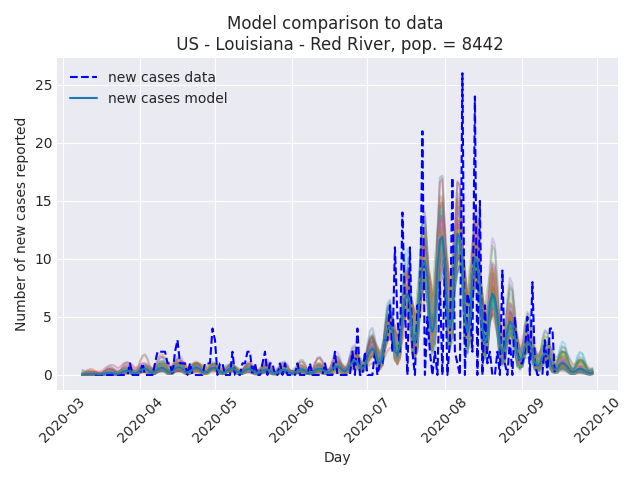 Model comparison to data
US - Louisiana - Red River, pop. = 8442
new cases data
new cases model
Number of new cases reported
25
20
15
10
5
0
2020-03
2020-04
2020-05
2020-06
2020-07
2020-08
2020-09
2020-10
Day